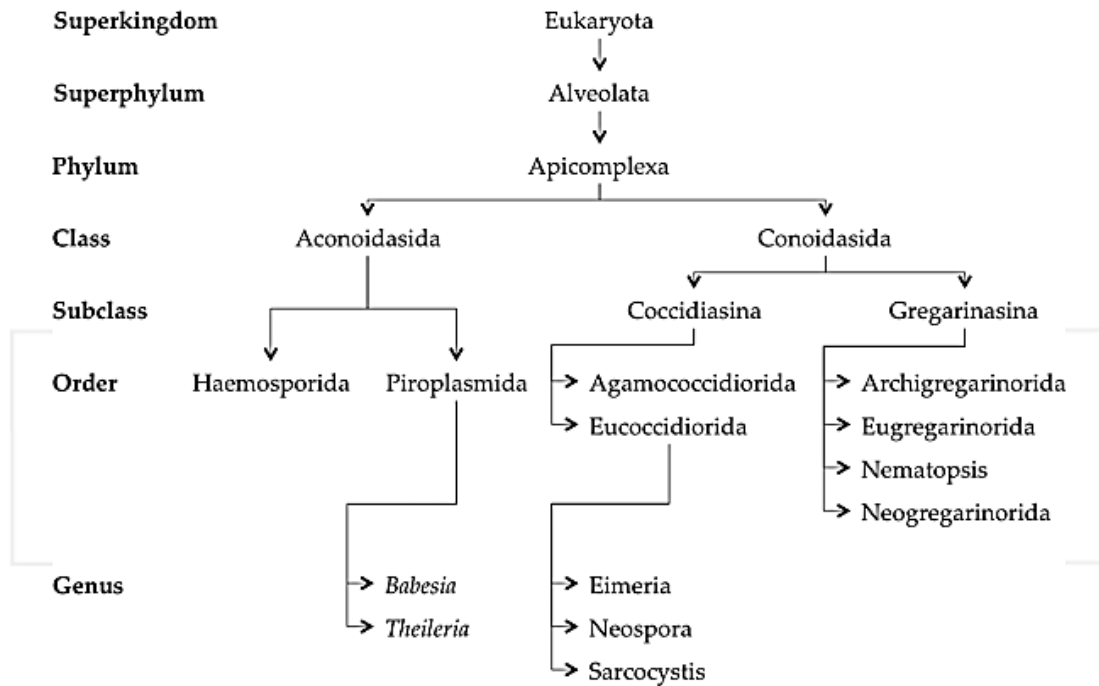 Superkingdom Eukaryota
Superphylum Alveolata
Phylum Apicomplexa
Class Aconoidasida Conoidasida
Subclass Coccidiasina Gregarinasina
Order Haemosporida Piroplasmida Agamococcidiorida Archigregarinorida
Eucoccidiorida Eugregarinorida
Nematopsis
Neogregarinorida
Genus Babesia Eimeria
Theileria Neospora
Sarcocystis